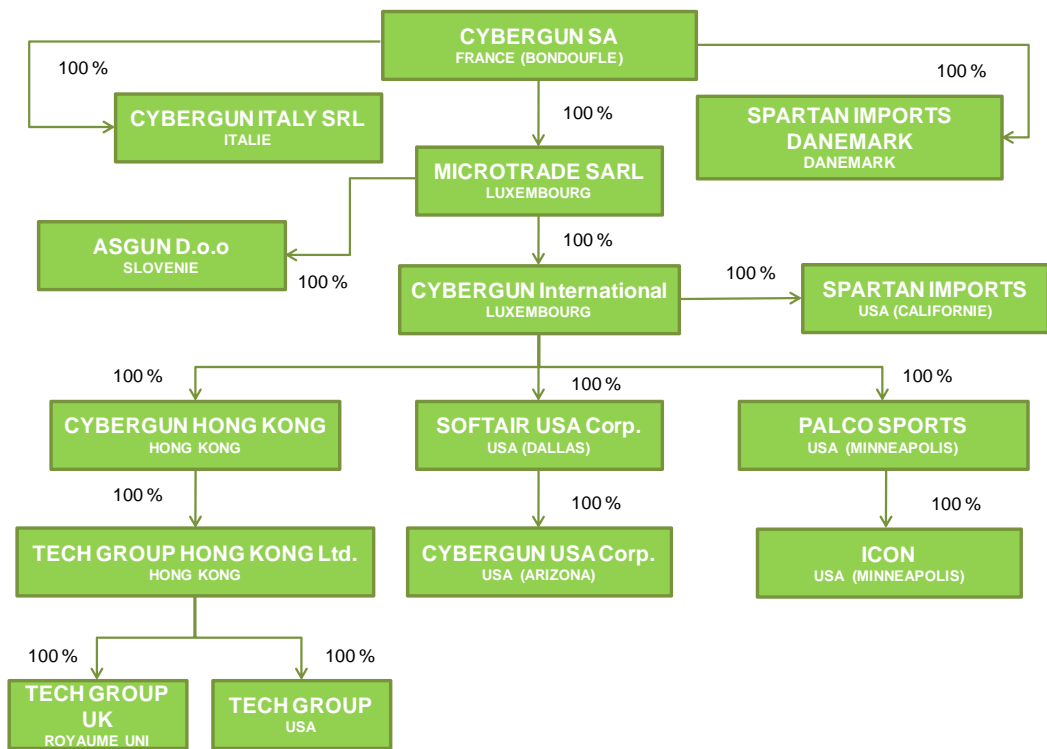 CYBERGUN SA
FRANCE (BONDOUFLE)
100 %
100 %
100 %
CYBERGUN ITALY SRL
ITALIE
SPARTAN IMPORTS
DANEMARK
DANEMARK
MICROTRADE SARL
LUXEMBOURG
ASGUN D.o.o
SLOVENIE
100 %
100 %
CYBERGUN International
LUXEMBOURG
100 %
SPARTAN IMPORTS
USA (CALIFORNIE)
100 %
100 %
100 %
CYBERGUN HONG KONG
HONG KONG
SOFTAIR USA Corp.
USA (DALLAS)
PALCO SPORTS
USA (MINNEAPOLIS)
100 %
100 %
100 %
TECH GROUP HONG KONG Ltd.
HONG KONG
CYBERGUN USA Corp.
USA (ARIZONA)
ICON
USA (MINNEAPOLIS)
100 %
100 %
TECH GROUP
UK
ROYAUME UNI
TECH GROUP
USA